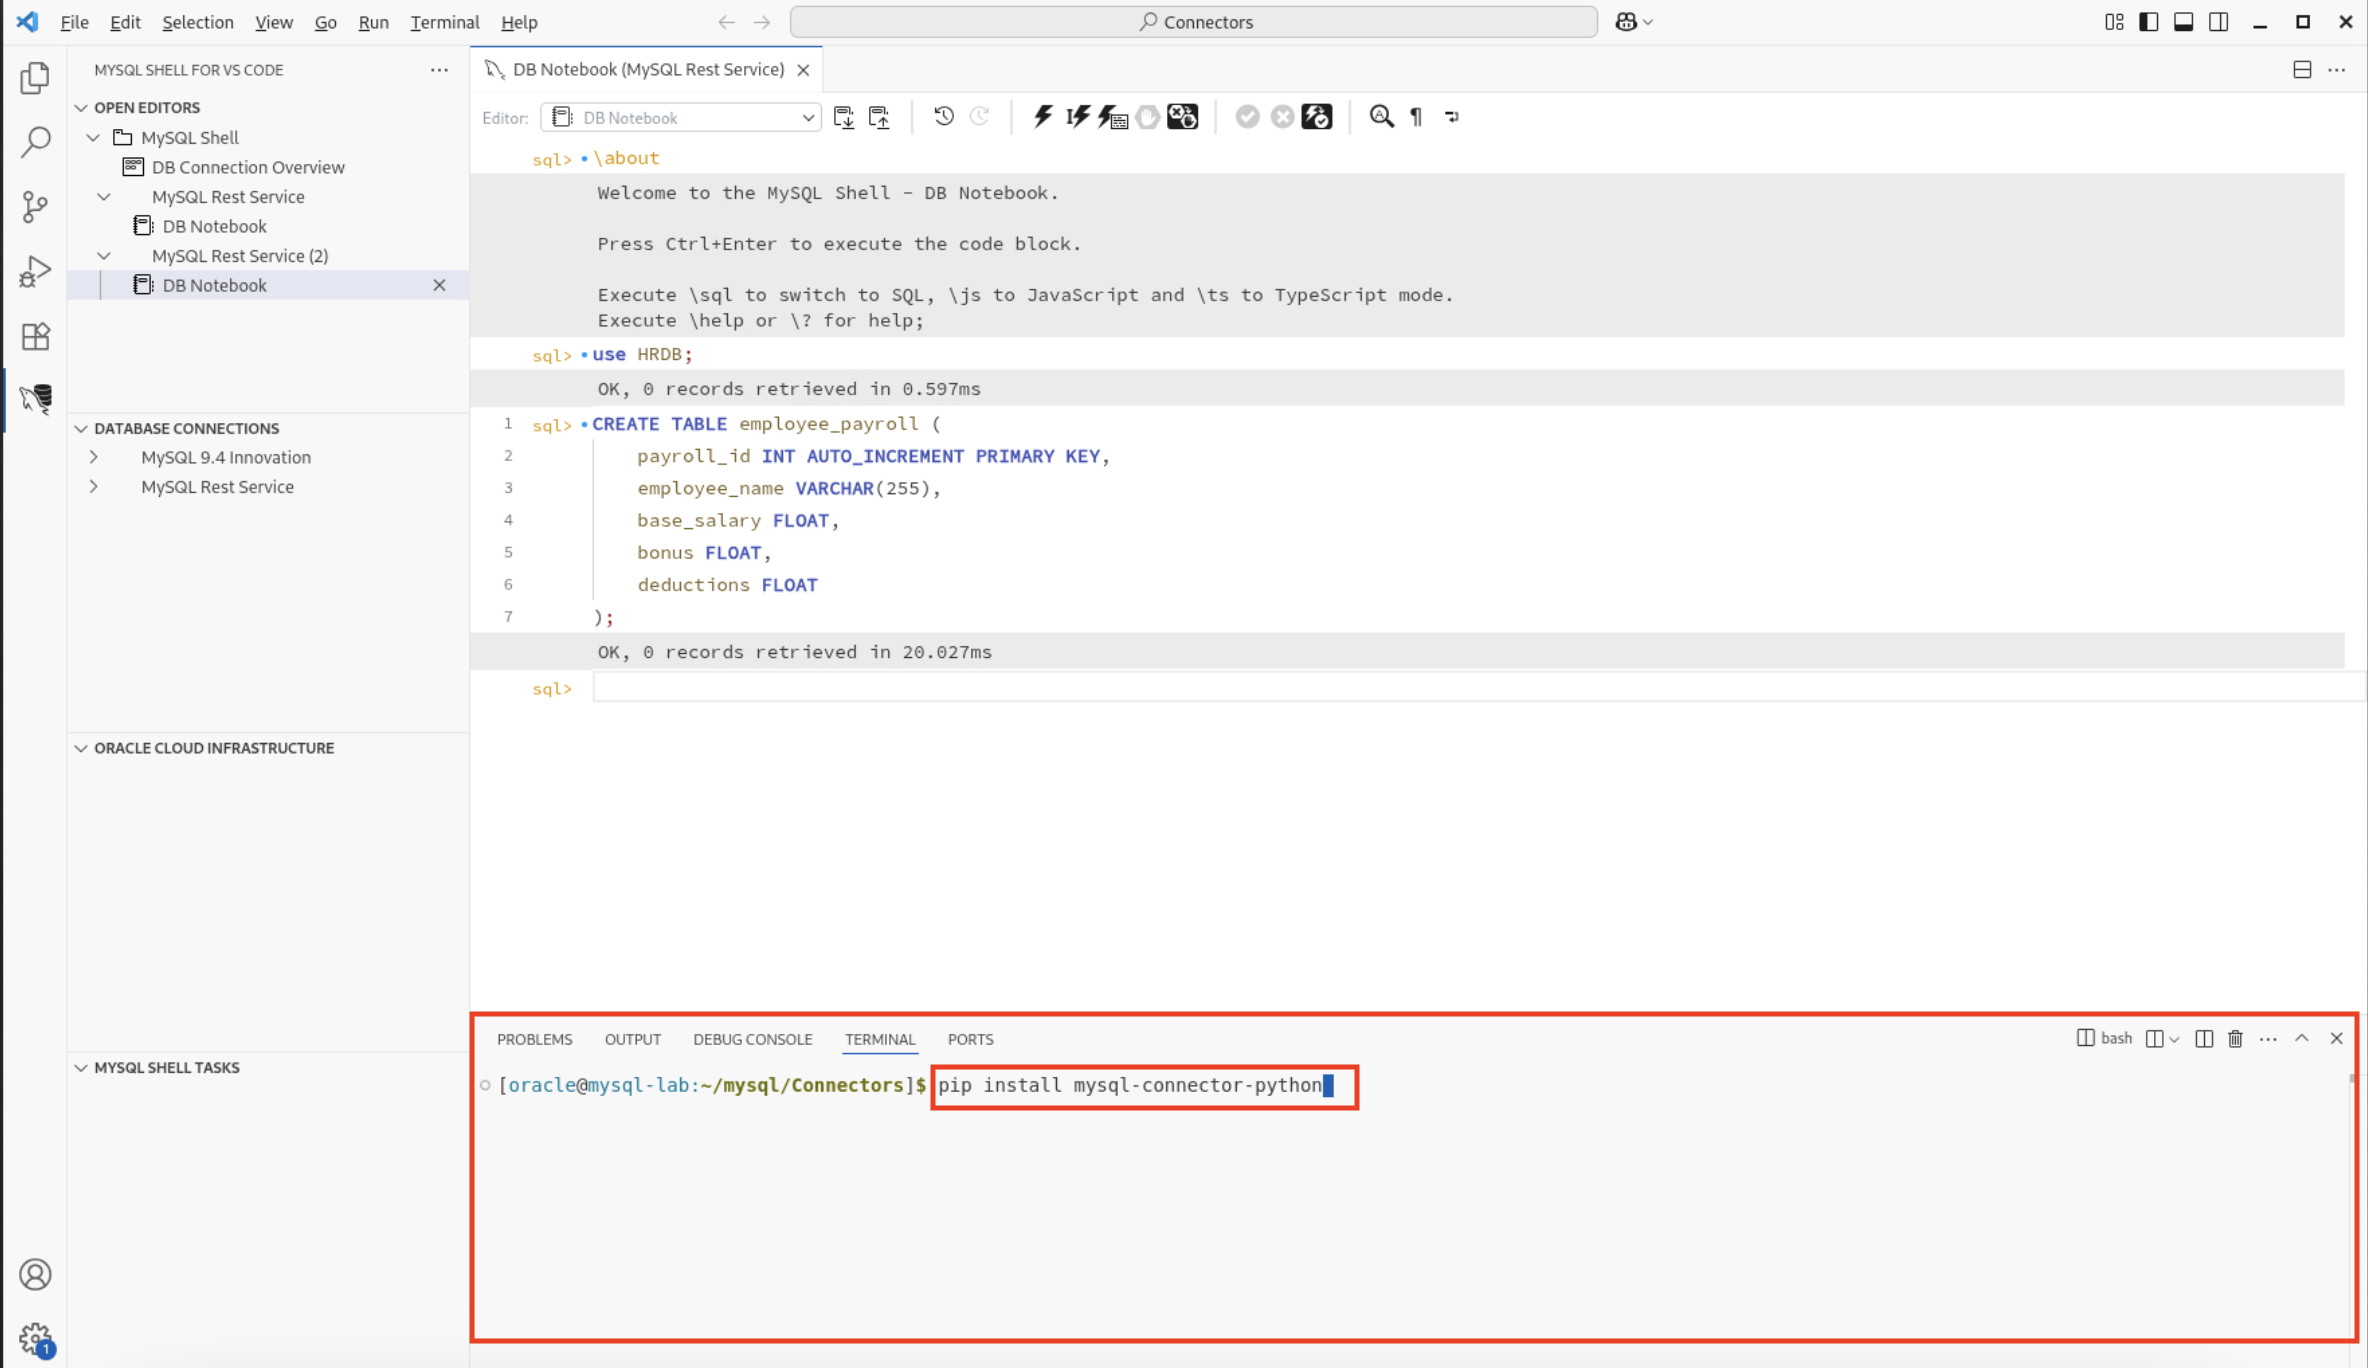 File Edit Selection View Go Run Terminal Help
Connectors
MYSQL SHELL FOR VS CODE
OPEN EDITORS
MySQL Shell
DB Connection Overview
MySQL Rest Service
DB Notebook
MySQL Rest Service (2)
DB Notebook
DATABASE CONNECTIONS
MySQL 9.4 Innovation
MySQL Rest Service
ORACLE CLOUD INFRASTRUCTURE
MYSQL SHELL TASKS
1
DB Notebook (MySQL Rest Service)
Editor: DB Notebook
sql> \about
Welcome to the MySQL Shell - DB Notebook.
Press Ctrl+Enter to execute the code block.
Execute \sql to switch to SQL, \js to JavaScript and \ts to TypeScript mode.
Execute \help or \? for help;
sql> use HRDB;
OK, 0 records retrieved in 0.597ms
1 sql> CREATE TABLE employee_payroll (
2 payroll_id INT AUTO_INCREMENT PRIMARY KEY,
3 employee_name VARCHAR(255),
4 base_salary FLOAT,
5 bonus FLOAT,
6 deductions FLOAT
7 );
OK, 0 records retrieved in 20.027ms
sql>
PROBLEMS OUTPUT DEBUG CONSOLE TERMINAL PORTS
bash
[oracle@mysql-lab:~/mysql/Connectors]$ pip install mysql-connector-python